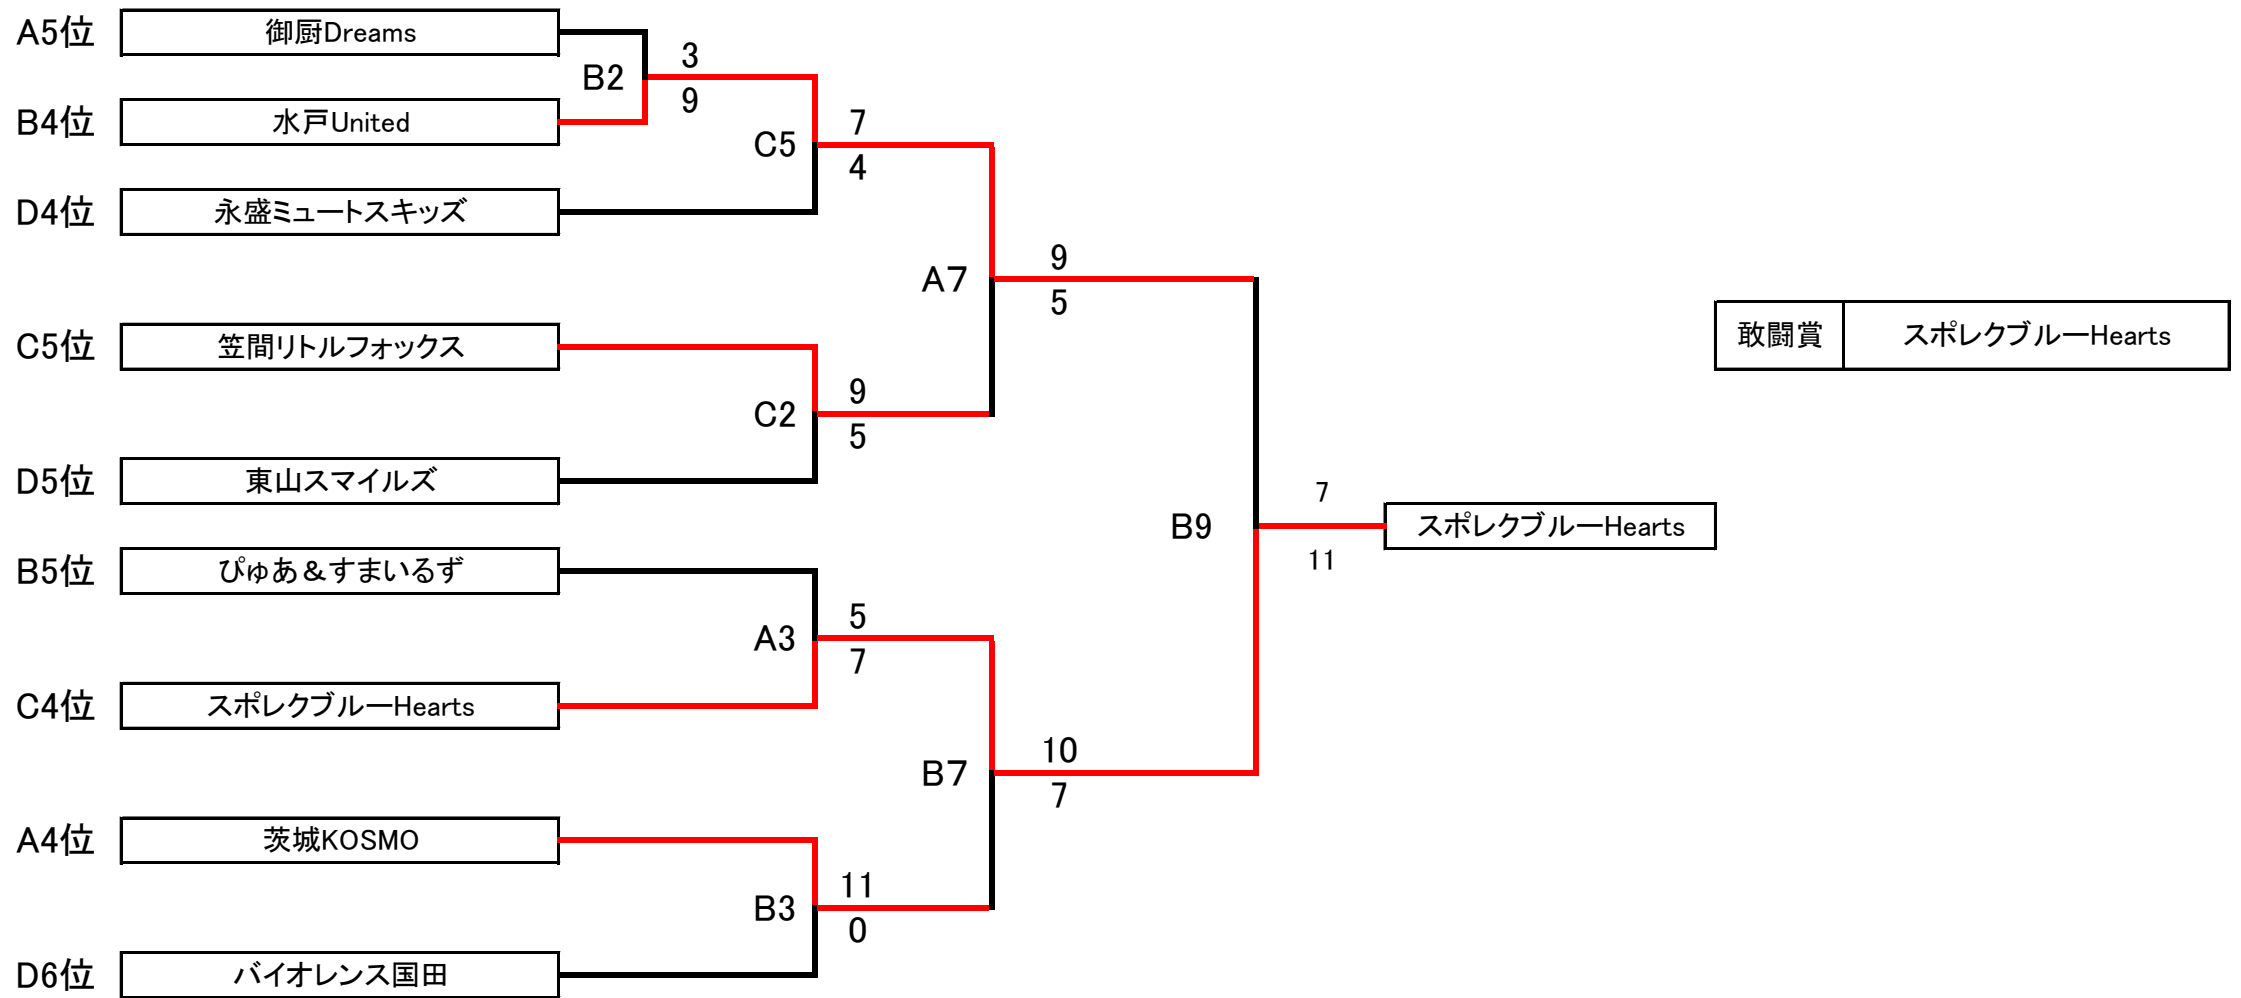 A5位 御厨Dreams
3
B2
9
B4位 水戸United
7
C5
4
D4位 永盛ミュートスキッズ
9
A7
5
敢闘賞 スポレクブルーHearts
C5位 笠間リトルフォックス
9
C2
5
D5位 東山スマイルズ
7
B9 スポレクブルーHearts
11
B5位 ぴゅあ&すまいるず
5
A3
7
C4位 スポレクブルーHearts
10
B7
7
A4位 茨城KOSMO
11
B3
0
D6位 バイオレンス国田